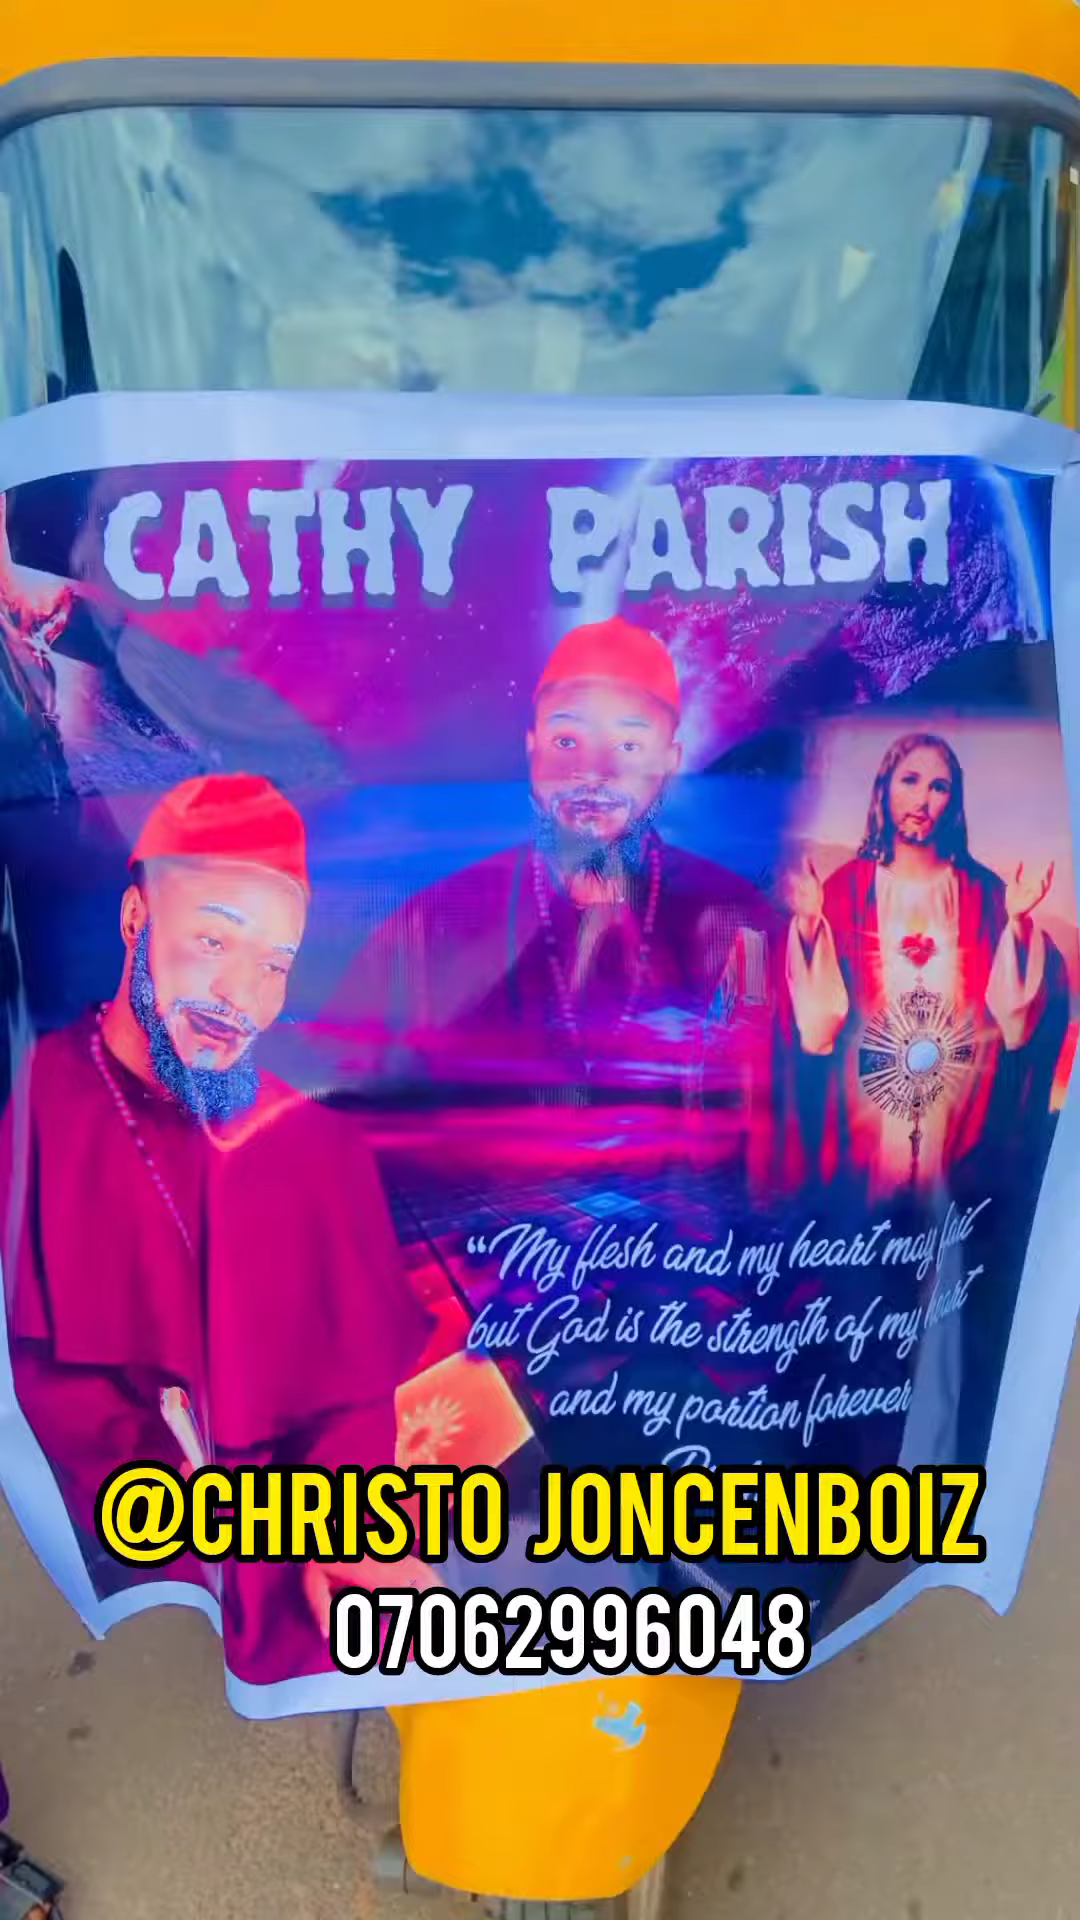 CATHY PARISH
“My flesh and my heart may fail
but God is the strength of my heart
and my portion forever
@CHRISTO JONCENBOIZ
07062996048